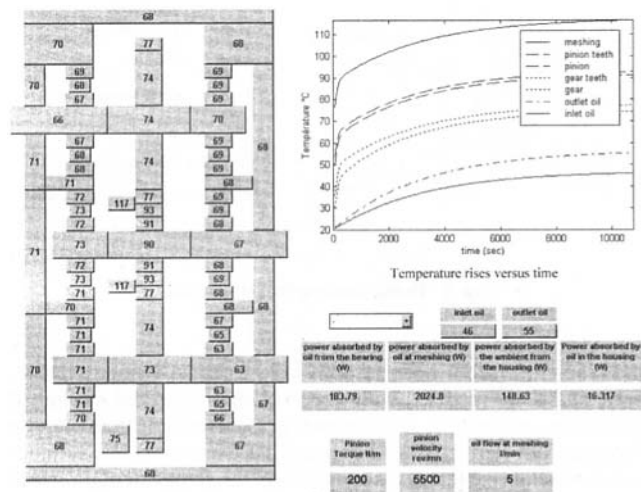 68
70 77 68
69 69
70 60 74 69
67 69
66 74 70
67 69
68 69
71 68 74 69 68
71 68
72 77 69
73 117 93 69
72 91 68
71
73 90 67
72 91 68
73 117 93 69
71 77 68
70 68 68
71 67
71 74 65
71 63
70 71 73 63
71 63
71 74 65 67
70 66
68 75 77 67
68
120
110
100
90
80
70
60
50
40
30
20
Température °C
meshing
pinion teeth
pinion
gear teeth
gear
outlet oil
inlet oil
0 2000 4000 6000 8000 10000
time (sec)
Temperature rises versus time
-
inlet oil outlet oil
46 55
power absorbed by oil from the bearing (W)
power absorbed by oil at meshing (W)
power absorbed by the ambient from the housing (W)
Power absorbed by oil in the housing (W)
183.79 2024.8 148.63 16.317
Pinion Torque N/m
pinion velocity rev/mn
oil flow at meshing l/min
200 5500 5